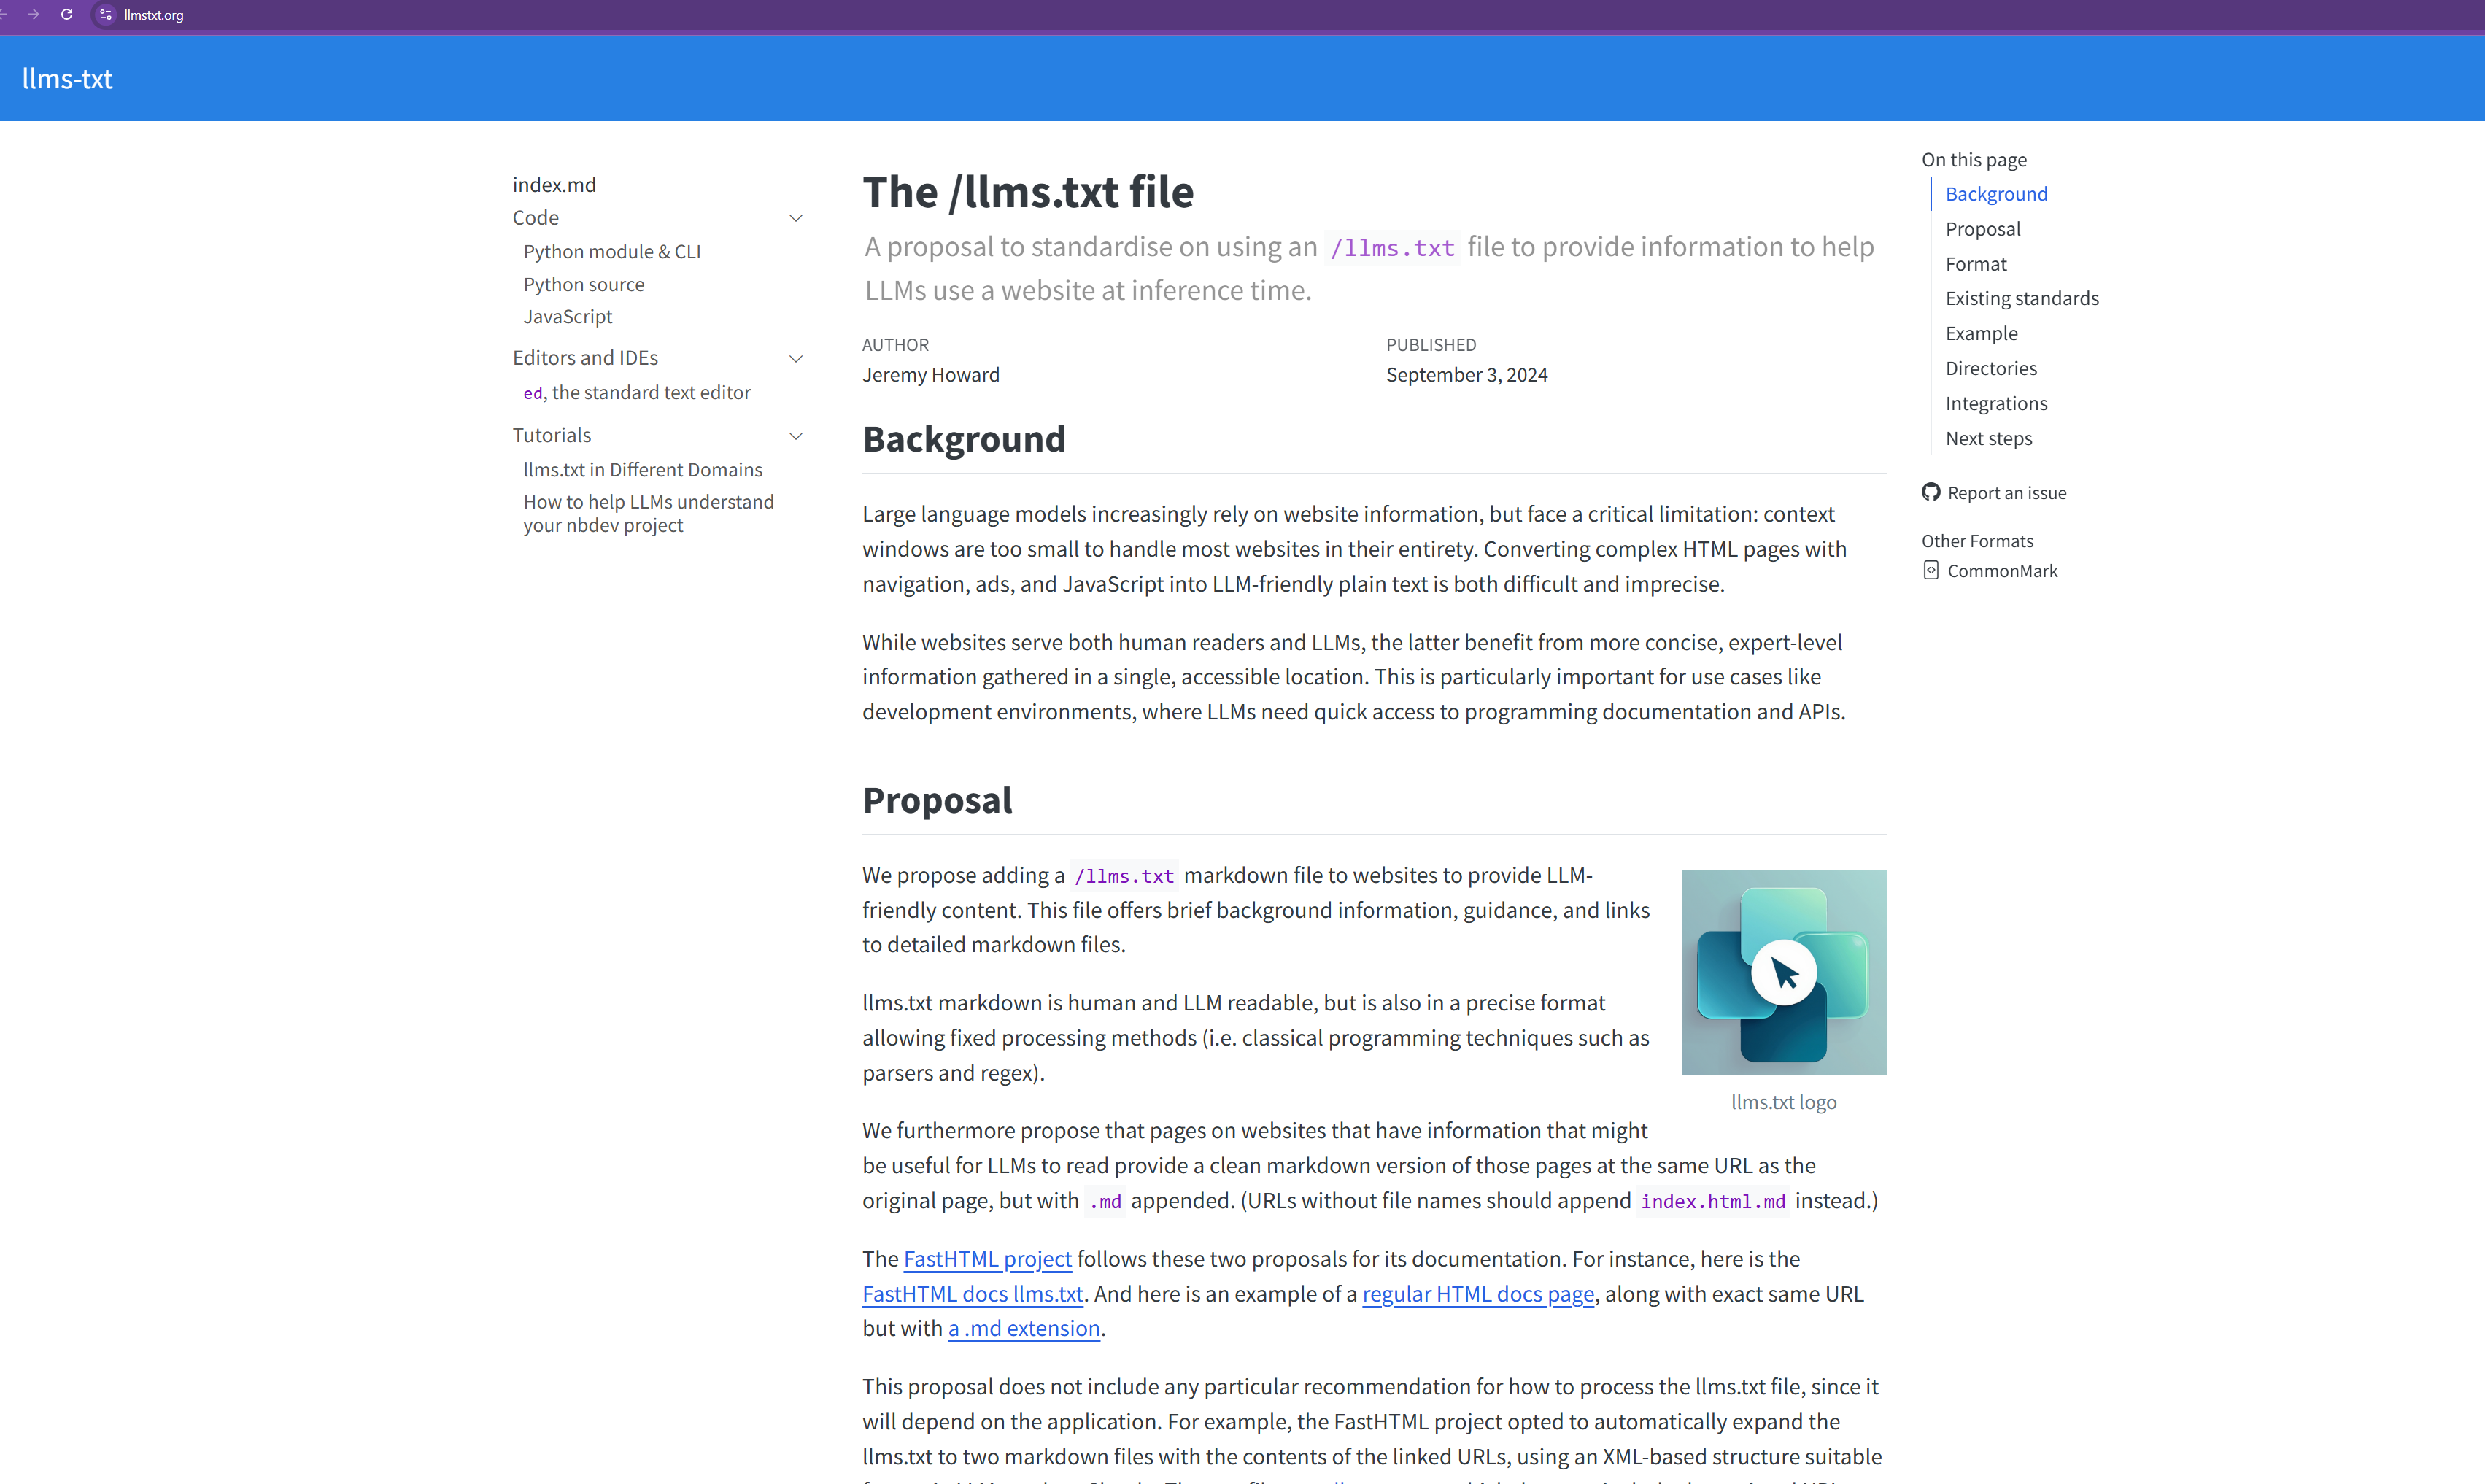 llmstxt.org
llms-txt
index.md
Code
Python module & CLI
Python source
JavaScript
Editors and IDEs
ed, the standard text editor
Tutorials
llms.txt in Different Domains
How to help LLMs understand
your nbdev project
The /llms.txt file
A proposal to standardise on using an /llms.txt file to provide information to help
LLMs use a website at inference time.
AUTHOR
Jeremy Howard
PUBLISHED
September 3, 2024
Background
Large language models increasingly rely on website information, but face a critical limitation: context
windows are too small to handle most websites in their entirety. Converting complex HTML pages with
navigation, ads, and JavaScript into LLM-friendly plain text is both difficult and imprecise.
While websites serve both human readers and LLMs, the latter benefit from more concise, expert-level
information gathered in a single, accessible location. This is particularly important for use cases like
development environments, where LLMs need quick access to programming documentation and APIs.
Proposal
We propose adding a /llms.txt markdown file to websites to provide LLM-
friendly content. This file offers brief background information, guidance, and links
to detailed markdown files.
llms.txt markdown is human and LLM readable, but is also in a precise format
allowing fixed processing methods (i.e. classical programming techniques such as
parsers and regex).
llms.txt logo
We furthermore propose that pages on websites that have information that might
be useful for LLMs to read provide a clean markdown version of those pages at the same URL as the
original page, but with .md appended. (URLs without file names should append index.html.md instead.)
The FastHTML project follows these two proposals for its documentation. For instance, here is the
FastHTML docs llms.txt. And here is an example of a regular HTML docs page, along with exact same URL
but with a .md extension.
This proposal does not include any particular recommendation for how to process the llms.txt file, since it
will depend on the application. For example, the FastHTML project opted to automatically expand the
llms.txt to two markdown files with the contents of the linked URLs, using an XML-based structure suitable
On this page
Background
Proposal
Format
Existing standards
Example
Directories
Integrations
Next steps
Report an issue
Other Formats
CommonMark